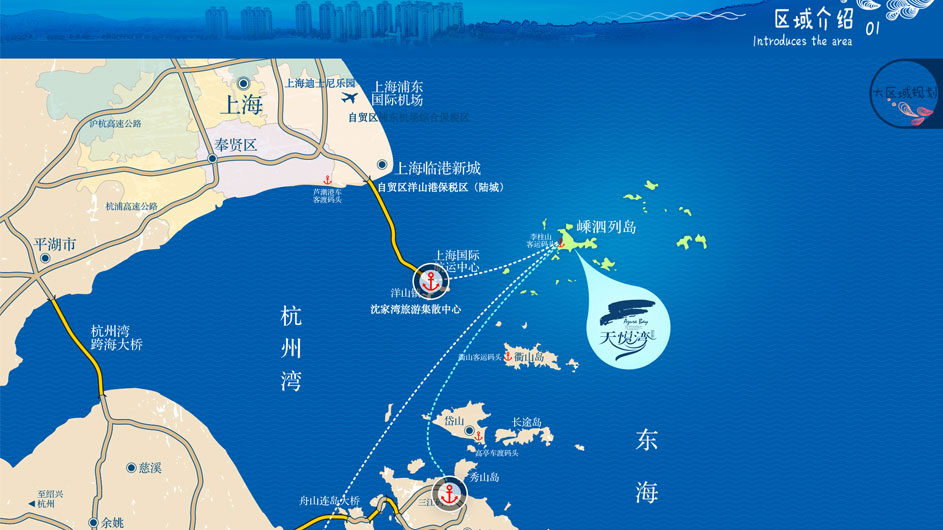 区域介绍
01
Introduces the area
大区域规划
上海迪士尼乐园
上海浦东
国际机场
上海
自贸区浦东机场综合保税区
沪杭高速公路
奉贤区
上海临港新城
自贸区洋山港保税区（陆城）
芦潮港车
客渡码头
杭浦高速公路
嵊泗列岛
李柱山
客运码头
平湖市
上海国际
航运中心
洋山镇
沈家湾旅游集散中心
杭州湾
Azure Bay
天悦湾
杭州湾
跨海大桥
衢山客运码头
衢山岛
岱山
长途岛
高亭车渡码头
东海
慈溪
秀山岛
至绍兴
杭州
舟山连岛大桥
三江
余姚